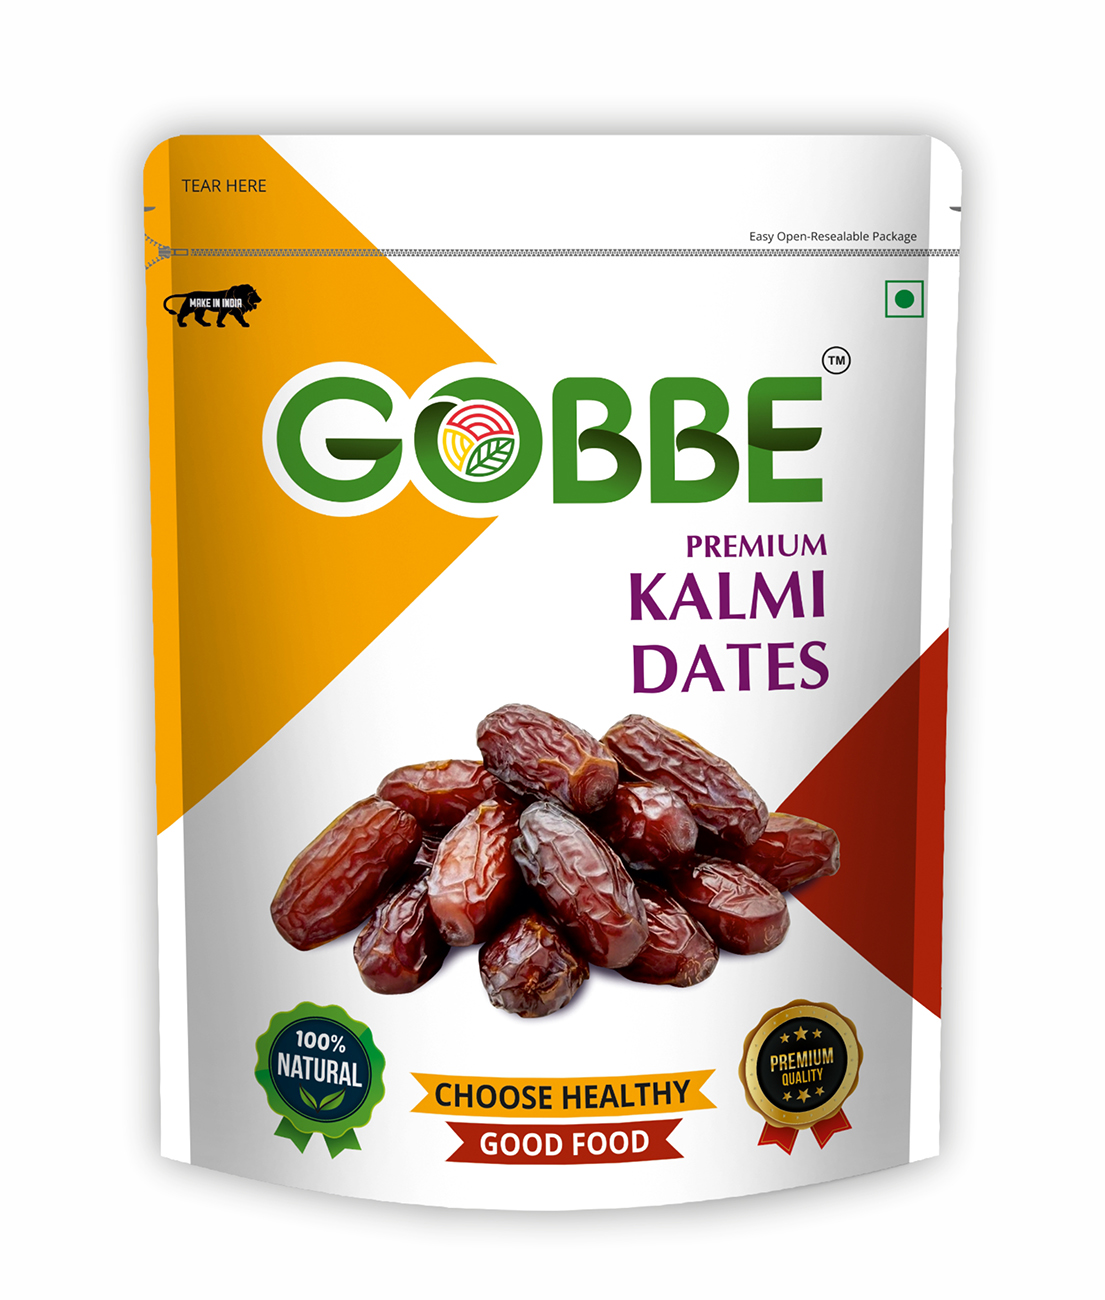 TEAR HERE
Easy Open-Resealable Package
MAKE IN INDIA
GOBBE
TM
PREMIUM
KALMI
DATES
100%
NATURAL
PREMIUM
QUALITY
CHOOSE HEALTHY
GOOD FOOD